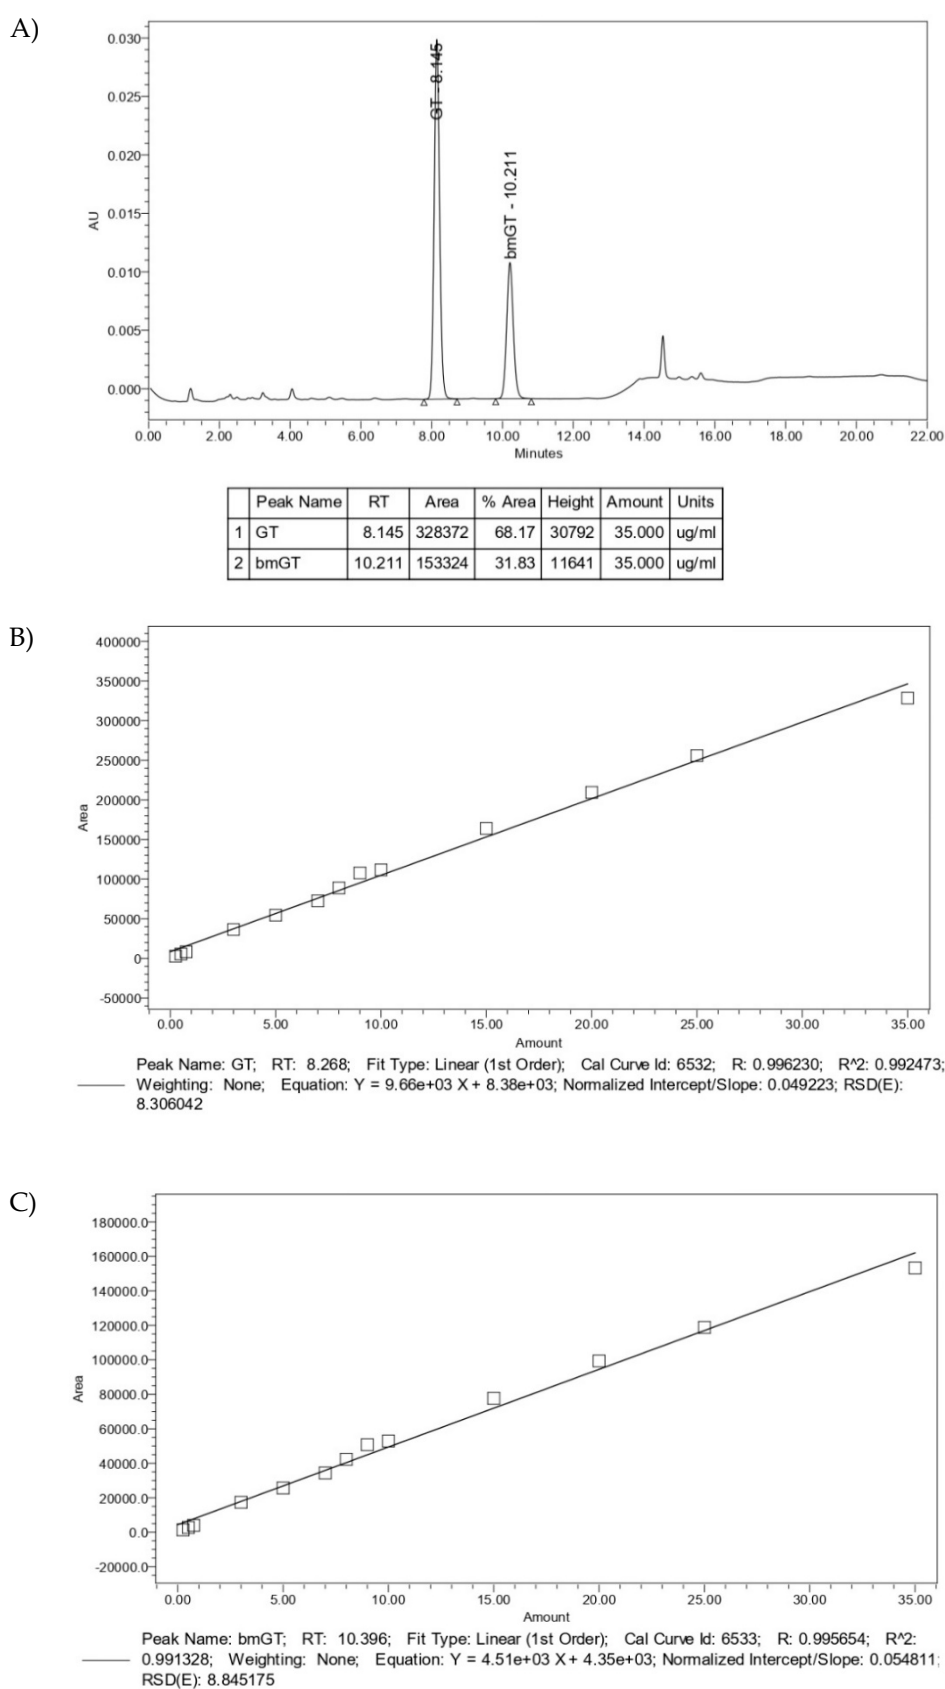 A)
0.030
0.025
0.020
0.015
0.010
0.005
0.000
AU
GT - 8.145
bmGT - 10.211
0.00 2.00 4.00 6.00 8.00 10.00 12.00 14.00 16.00 18.00 20.00 22.00
Minutes
Peak Name RT Area % Area Height Amount Units
1 GT 8.145 328372 68.17 30792 35.000 ug/ml
2 bmGT 10.211 153324 31.83 11641 35.000 ug/ml
B)
400000
350000
300000
250000
200000
150000
100000
50000
0
-50000
Area
0.00 5.00 10.00 15.00 20.00 25.00 30.00 35.00
Amount
Peak Name: GT; RT: 8.268; Fit Type: Linear (1st Order); Cal Curve Id: 6532; R: 0.996230; R^2: 0.992473;
Weighting: None; Equation: Y = 9.66e+03 X + 8.38e+03; Normalized Intercept/Slope: 0.049223; RSD(E):
8.306042
C)
180000.0
160000.0
140000.0
120000.0
100000.0
80000.0
60000.0
40000.0
20000.0
0.0
-20000.0
Area
0.00 5.00 10.00 15.00 20.00 25.00 30.00 35.00
Amount
Peak Name: bmGT; RT: 10.396; Fit Type: Linear (1st Order); Cal Curve Id: 6533; R: 0.995654; R^2:
0.991328; Weighting: None; Equation: Y = 4.51e+03 X + 4.35e+03; Normalized Intercept/Slope: 0.054811;
RSD(E): 8.845175